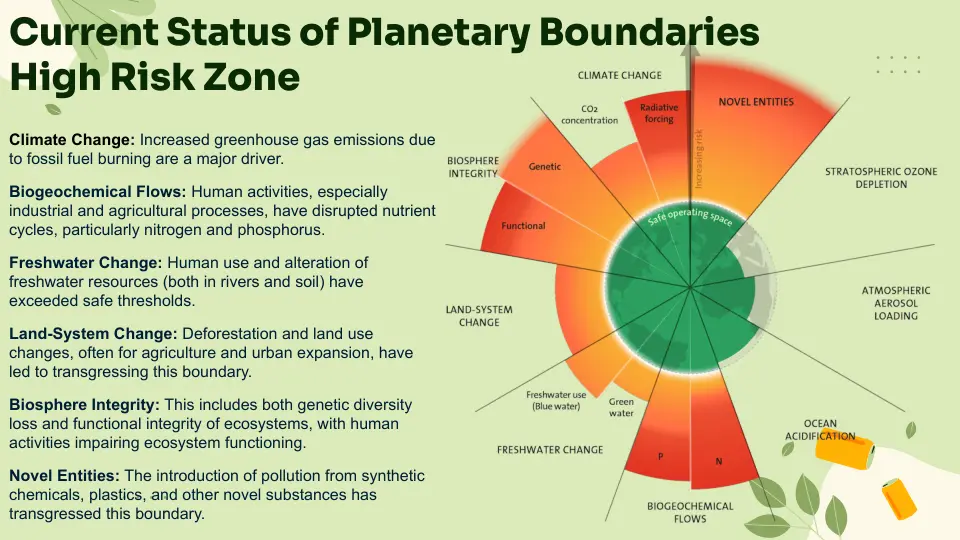 Current Status of Planetary Boundaries
High Risk Zone
Climate Change: Increased greenhouse gas emissions due
to fossil fuel burning are a major driver.
Biogeochemical Flows: Human activities, especially
industrial and agricultural processes, have disrupted nutrient
cycles, particularly nitrogen and phosphorus.
Freshwater Change: Human use and alteration of
freshwater resources (both in rivers and soil) have
exceeded safe thresholds.
Land-System Change: Deforestation and land use
changes, often for agriculture and urban expansion, have
led to transgressing this boundary.
Biosphere Integrity: This includes both genetic diversity
loss and functional integrity of ecosystems, with human
activities impairing ecosystem functioning.
Novel Entities: The introduction of pollution from synthetic
chemicals, plastics, and other novel substances has
transgressed this boundary.
CLIMATE CHANGE
CO2
concentration
Radiative
forcing
NOVEL ENTITIES
Increasing risk
BIOSPHERE
INTEGRITY
Genetic
Functional
STRATOSPHERIC OZONE
DEPLETION
Safe operating space
ATMOSPHERIC
AEROSOL
LOADING
LAND-SYSTEM
CHANGE
Freshwater use
(Blue water)
Green
water
FRESHWATER CHANGE
P
N
OCEAN
ACIDIFICATION
BIOGEOCHEMICAL
FLOWS